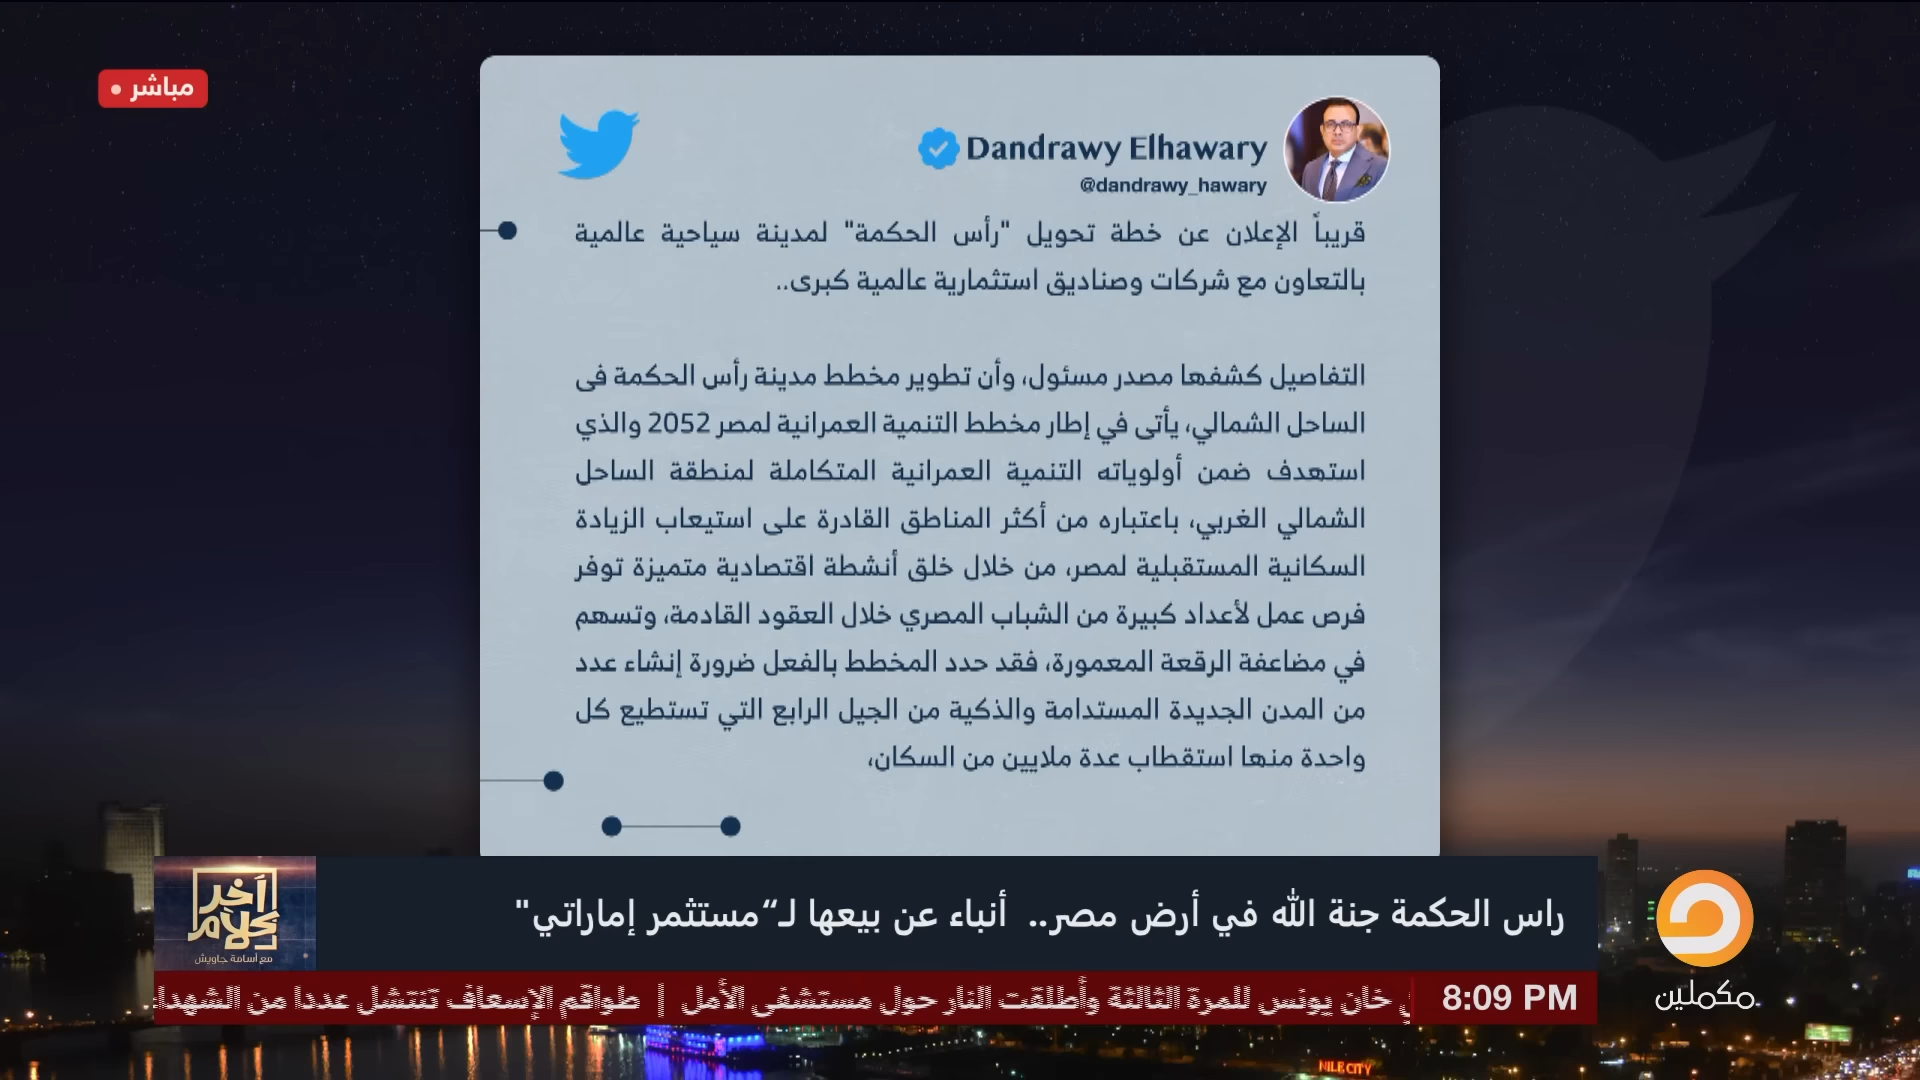 مباشر
Dandrawy Elhawary
@dandrawy_hawary
قريباً الإعلان عن خطة تحويل "رأس الحكمة" لمدينة سياحية عالمية
بالتعاون مع شركات وصناديق استثمارية عالمية كبرى..
التفاصيل كشفها مصدر مسئول، وأن تطوير مخطط مدينة رأس الحكمة فى
الساحل الشمالي، يأتى في إطار مخطط التنمية العمرانية لمصر 2052 والذي
استهدف ضمن أولوياته التنمية العمرانية المتكاملة لمنطقة الساحل
الشمالي الغربي، باعتباره من أكثر المناطق القادرة على استيعاب الزيادة
السكانية المستقبلية لمصر، من خلال خلق أنشطة اقتصادية متميزة توفر
فرص عمل لأعداد كبيرة من الشباب المصري خلال العقود القادمة، وتسهم
في مضاعفة الرقعة المعمورة، فقد حدد المخطط بالفعل ضرورة إنشاء عدد
من المدن الجديدة المستدامة والذكية من الجيل الرابع التي تستطيع كل
واحدة منها استقطاب عدة ملايين من السكان،
راس الحكمة جنة الله في أرض مصر.. أنباء عن بيعها لـ“مستثمر إماراتي"
اخر كلام
مع أسامة جاويش
8:09 PM
خان يونس للمرة الثالثة وأطلقت النار حول مستشفى الأمل | طواقم الإسعاف تنتشل عددا من الشهدا
مكملين
NILE CITY